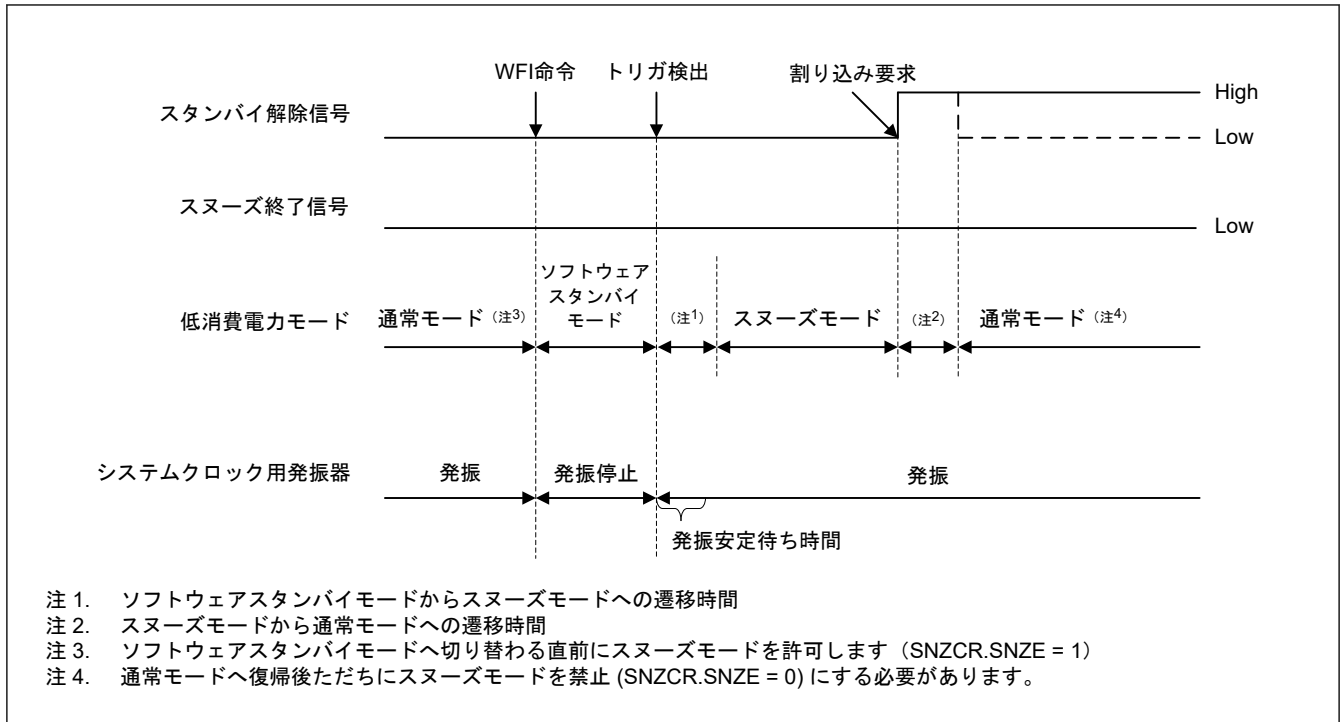 WFI命令 トリガ検出 割り込み要求
スタンバイ解除信号
High
Low
スヌーズ終了信号
Low
低消費電力モード
通常モード（注3）
ソフトウェア
スタンバイ
モード
（注1）
スヌーズモード
（注2）
通常モード（注4）
システムクロック用発振器
発振
発振停止
発振
発振安定待ち時間
注 1. ソフトウェアスタンバイモードからスヌーズモードへの遷移時間
注 2. スヌーズモードから通常モードへの遷移時間
注 3. ソフトウェアスタンバイモードへ切り替わる直前にスヌーズモードを許可します（SNZCR.SNZE = 1）
注 4. 通常モードへ復帰後ただちにスヌーズモードを禁止 (SNZCR.SNZE = 0) にする必要があります。